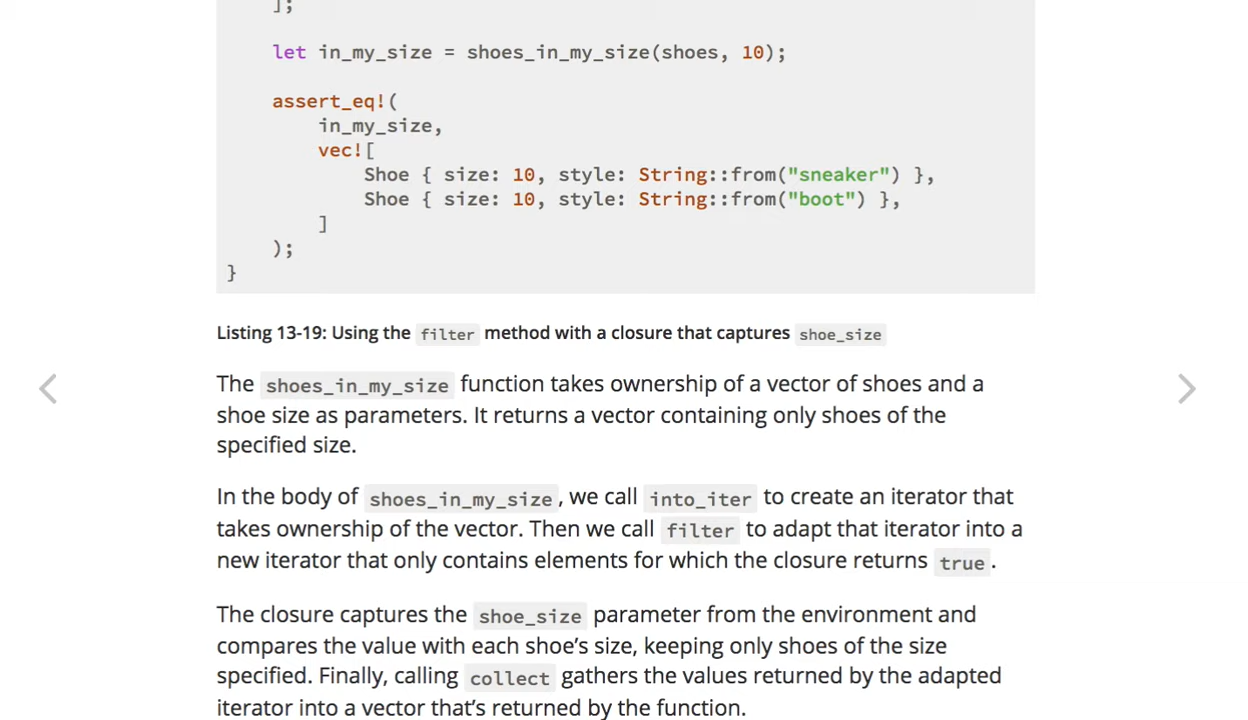 ];
let in_my_size = shoes_in_my_size(shoes, 10);
assert_eq!(
in_my_size,
vec![
Shoe { size: 10, style: String::from("sneaker") },
Shoe { size: 10, style: String::from("boot") },
]
);
}
Listing 13-19: Using the filter method with a closure that captures shoe_size
The shoes_in_my_size function takes ownership of a vector of shoes and a
shoe size as parameters. It returns a vector containing only shoes of the
specified size.
In the body of shoes_in_my_size, we call into_iter to create an iterator that
takes ownership of the vector. Then we call filter to adapt that iterator into a
new iterator that only contains elements for which the closure returns true.
The closure captures the shoe_size parameter from the environment and
compares the value with each shoe’s size, keeping only shoes of the size
specified. Finally, calling collect gathers the values returned by the adapted
iterator into a vector that’s returned by the function.